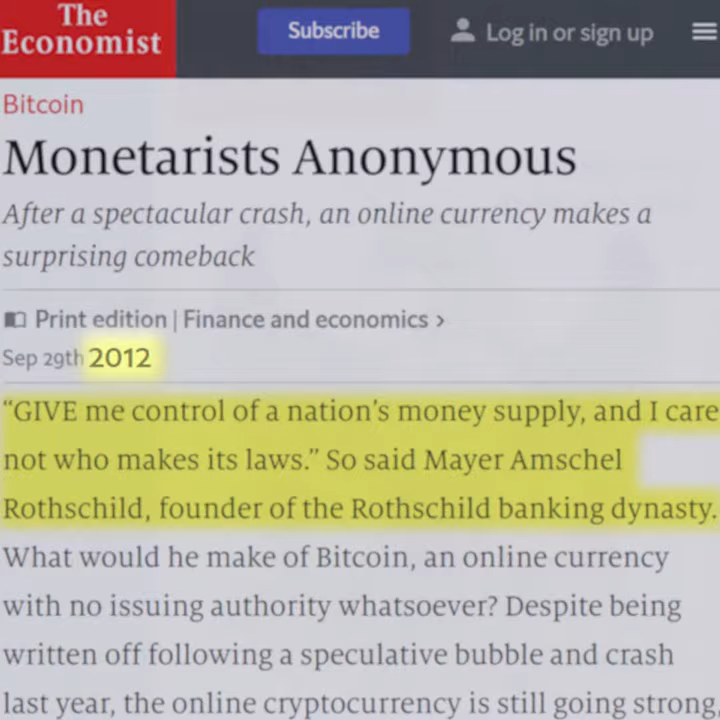 The
Economist
Subscribe
Log in or sign up
Bitcoin
Monetarists Anonymous
After a spectacular crash, an online currency makes a
surprising comeback
Print edition | Finance and economics ›
Sep 29th 2012
“GIVE me control of a nation’s money supply, and I care
not who makes its laws.” So said Mayer Amschel
Rothschild, founder of the Rothschild banking dynasty.
What would he make of Bitcoin, an online currency
with no issuing authority whatsoever? Despite being
written off following a speculative bubble and crash
last year, the online cryptocurrency is still going strong.